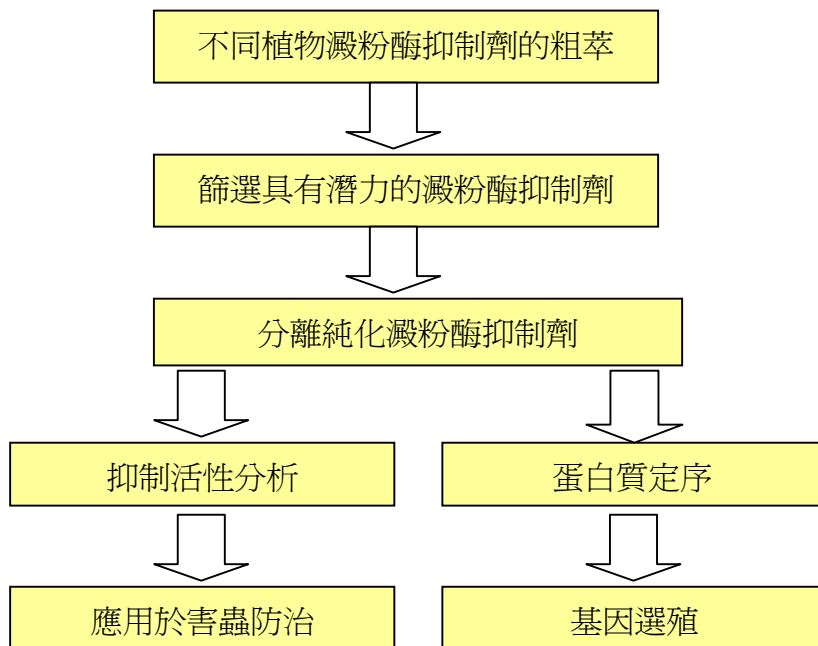 不同植物澱粉酶抑制劑的粗萃
篩選具有潛力的澱粉酶抑制劑
分離純化澱粉酶抑制劑
抑制活性分析
蛋白質定序
應用於害蟲防治
基因選殖